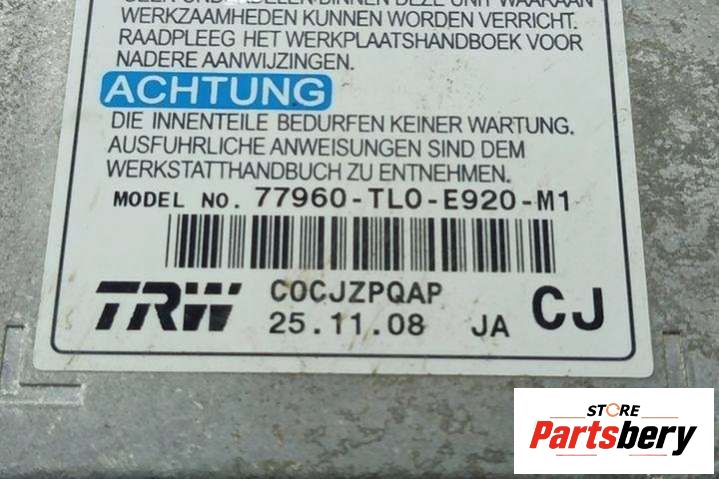 WERKZAAMHEDEN KUNNEN WORDEN VERRICHT.
RAADPLEEG HET WERKPLAATSHANDBOEK VOOR
NADERE AANWIJZINGEN.
ACHTUNG
DIE INNENTEILE BEDURFEN KEINER WARTUNG.
AUSFUHRLICHE ANWEISUNGEN SIND DEM
WERKSTATTHANDBUCH ZU ENTNEHMEN.
MODEL NO. 77960-TL0-E920-M1
TRW
C0CJZPQAP
25.11.08 JA CJ
STORE
Partsbery